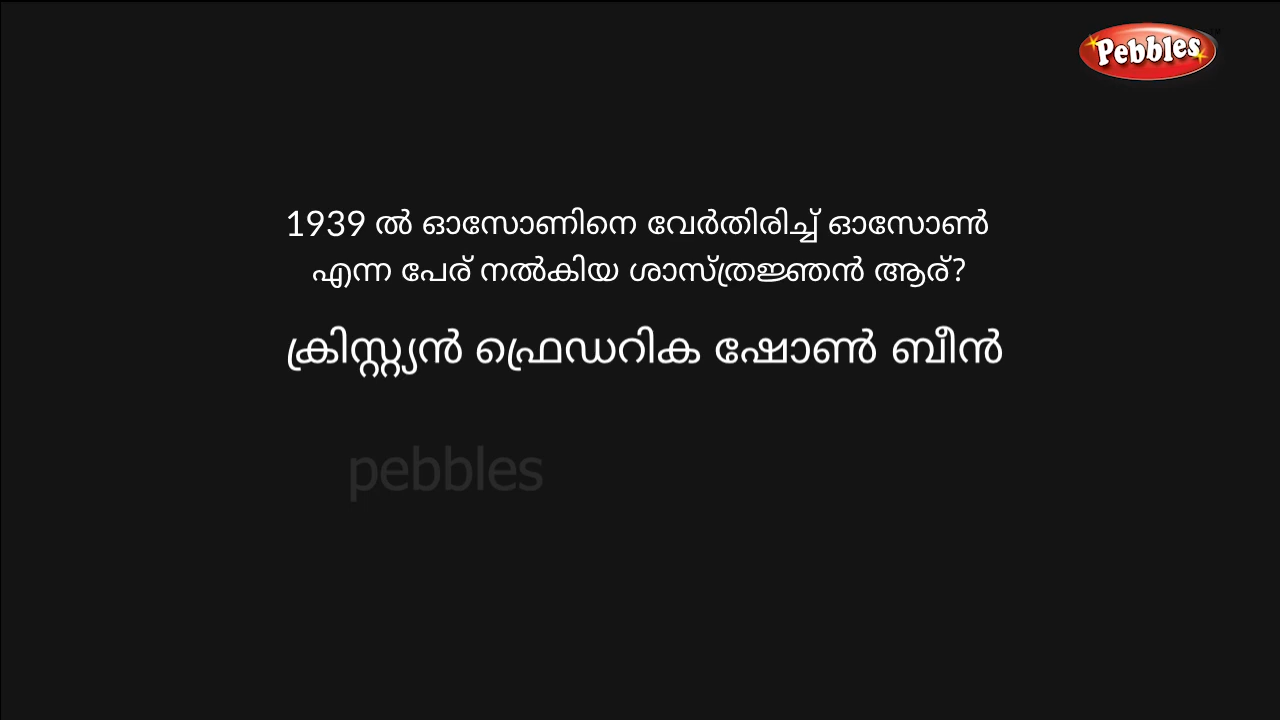 Pebbles
1939 ൽ ഓസോണിനെ വേർതിരിച്ച് ഓസോൺ
എന്ന പേര് നൽകിയ ശാസ്ത്രജ്ഞൻ ആര്?
ക്രിസ്റ്റ്യൻ ഫ്രെഡറിക ഷോൺ ബീൻ
pebbles